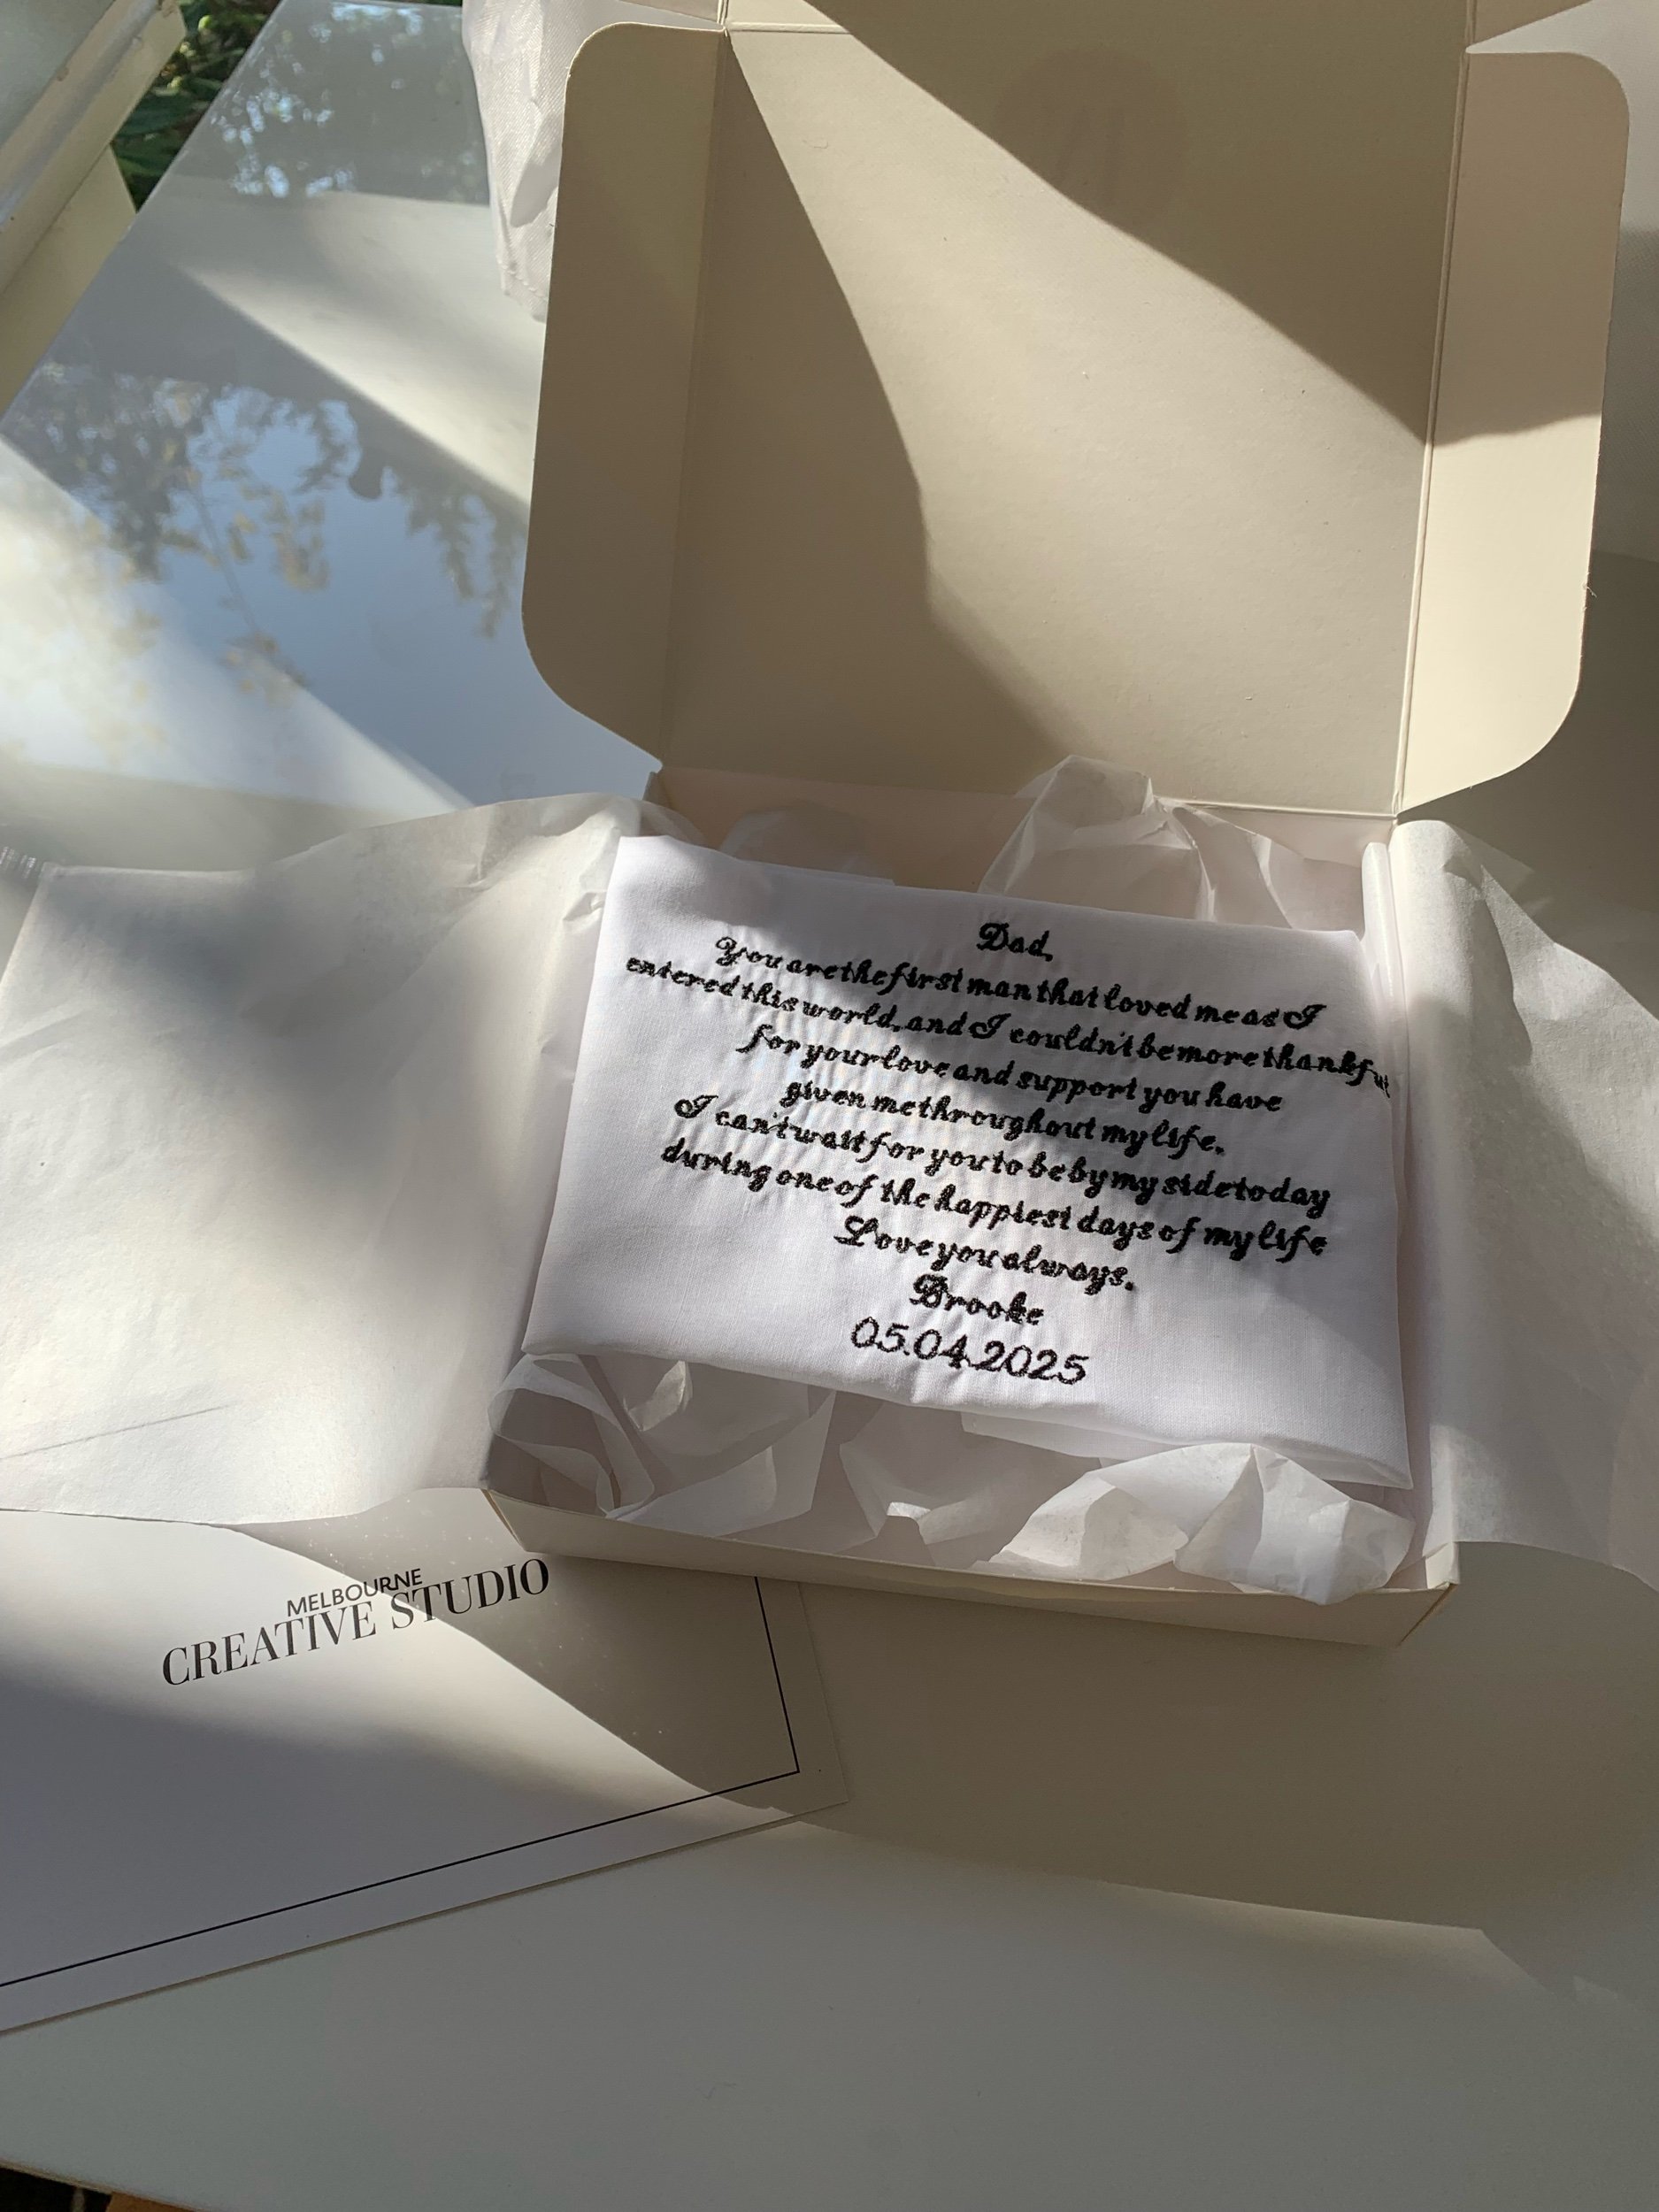 Dad,
You are the first man that loved me as I
entered this world, and I couldn't be more thankful
for your love and support you have
given me throughout my life.
I can't wait for you to be by my side today
during one of the happiest days of my life
Love you always,
Brooke
05.04.2025
MELBOURNE
CREATIVE STUDIO